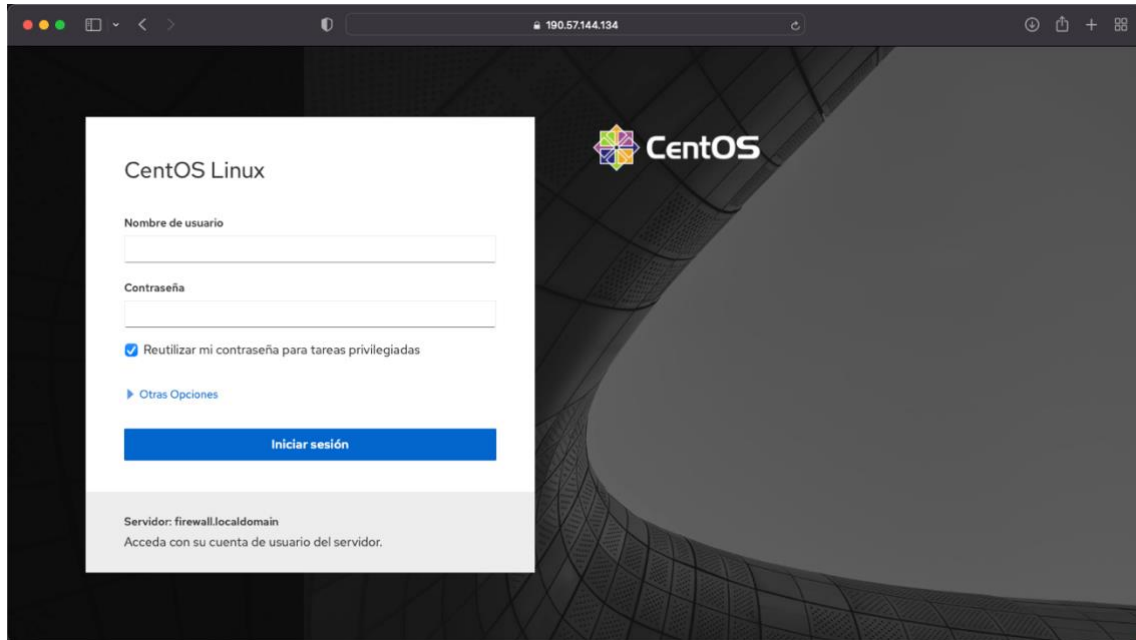 190.57.144.134
CentOS
CentOS Linux
Nombre de usuario
Contraseña
Reutilizar mi contraseña para tareas privilegiadas
Otras Opciones
Iniciar sesión
Servidor: firewall.localdomain
Acceda con su cuenta de usuario del servidor.